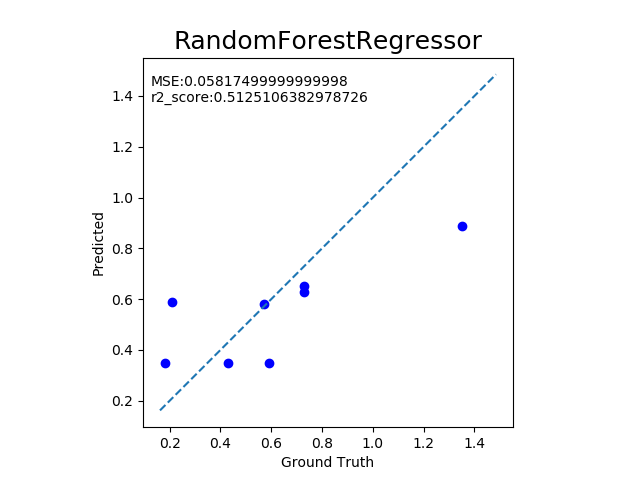 RandomForestRegressor
MSE:0.05817499999999998
r2_score:0.5125106382978726
1.4
1.2
1.0
0.8
0.6
0.4
0.2
Predicted
0.2 0.4 0.6 0.8 1.0 1.2 1.4
Ground Truth